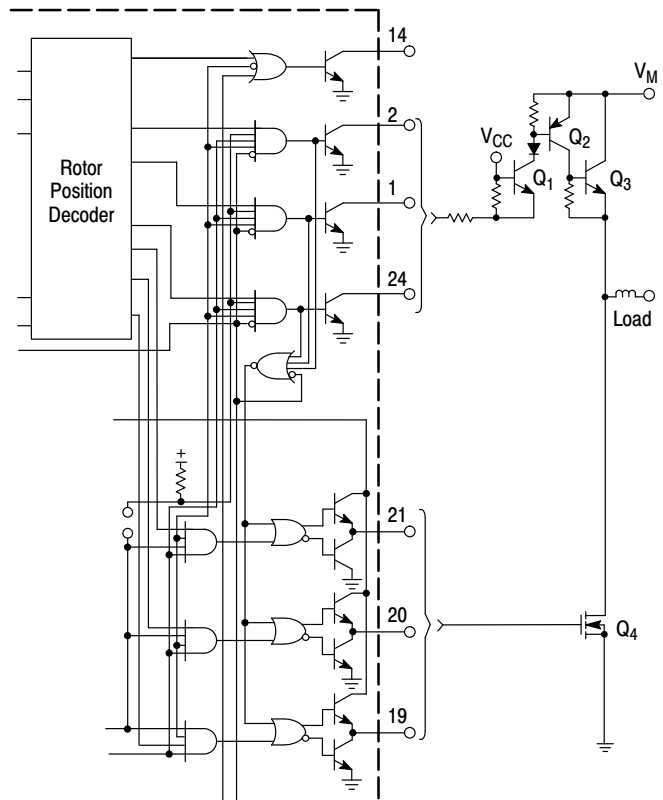 14
V_M
2
V_CC
Q_2
Rotor
Position
Decoder
1
Q_1
Q_3
24
Load
+
21
20
Q_4
19